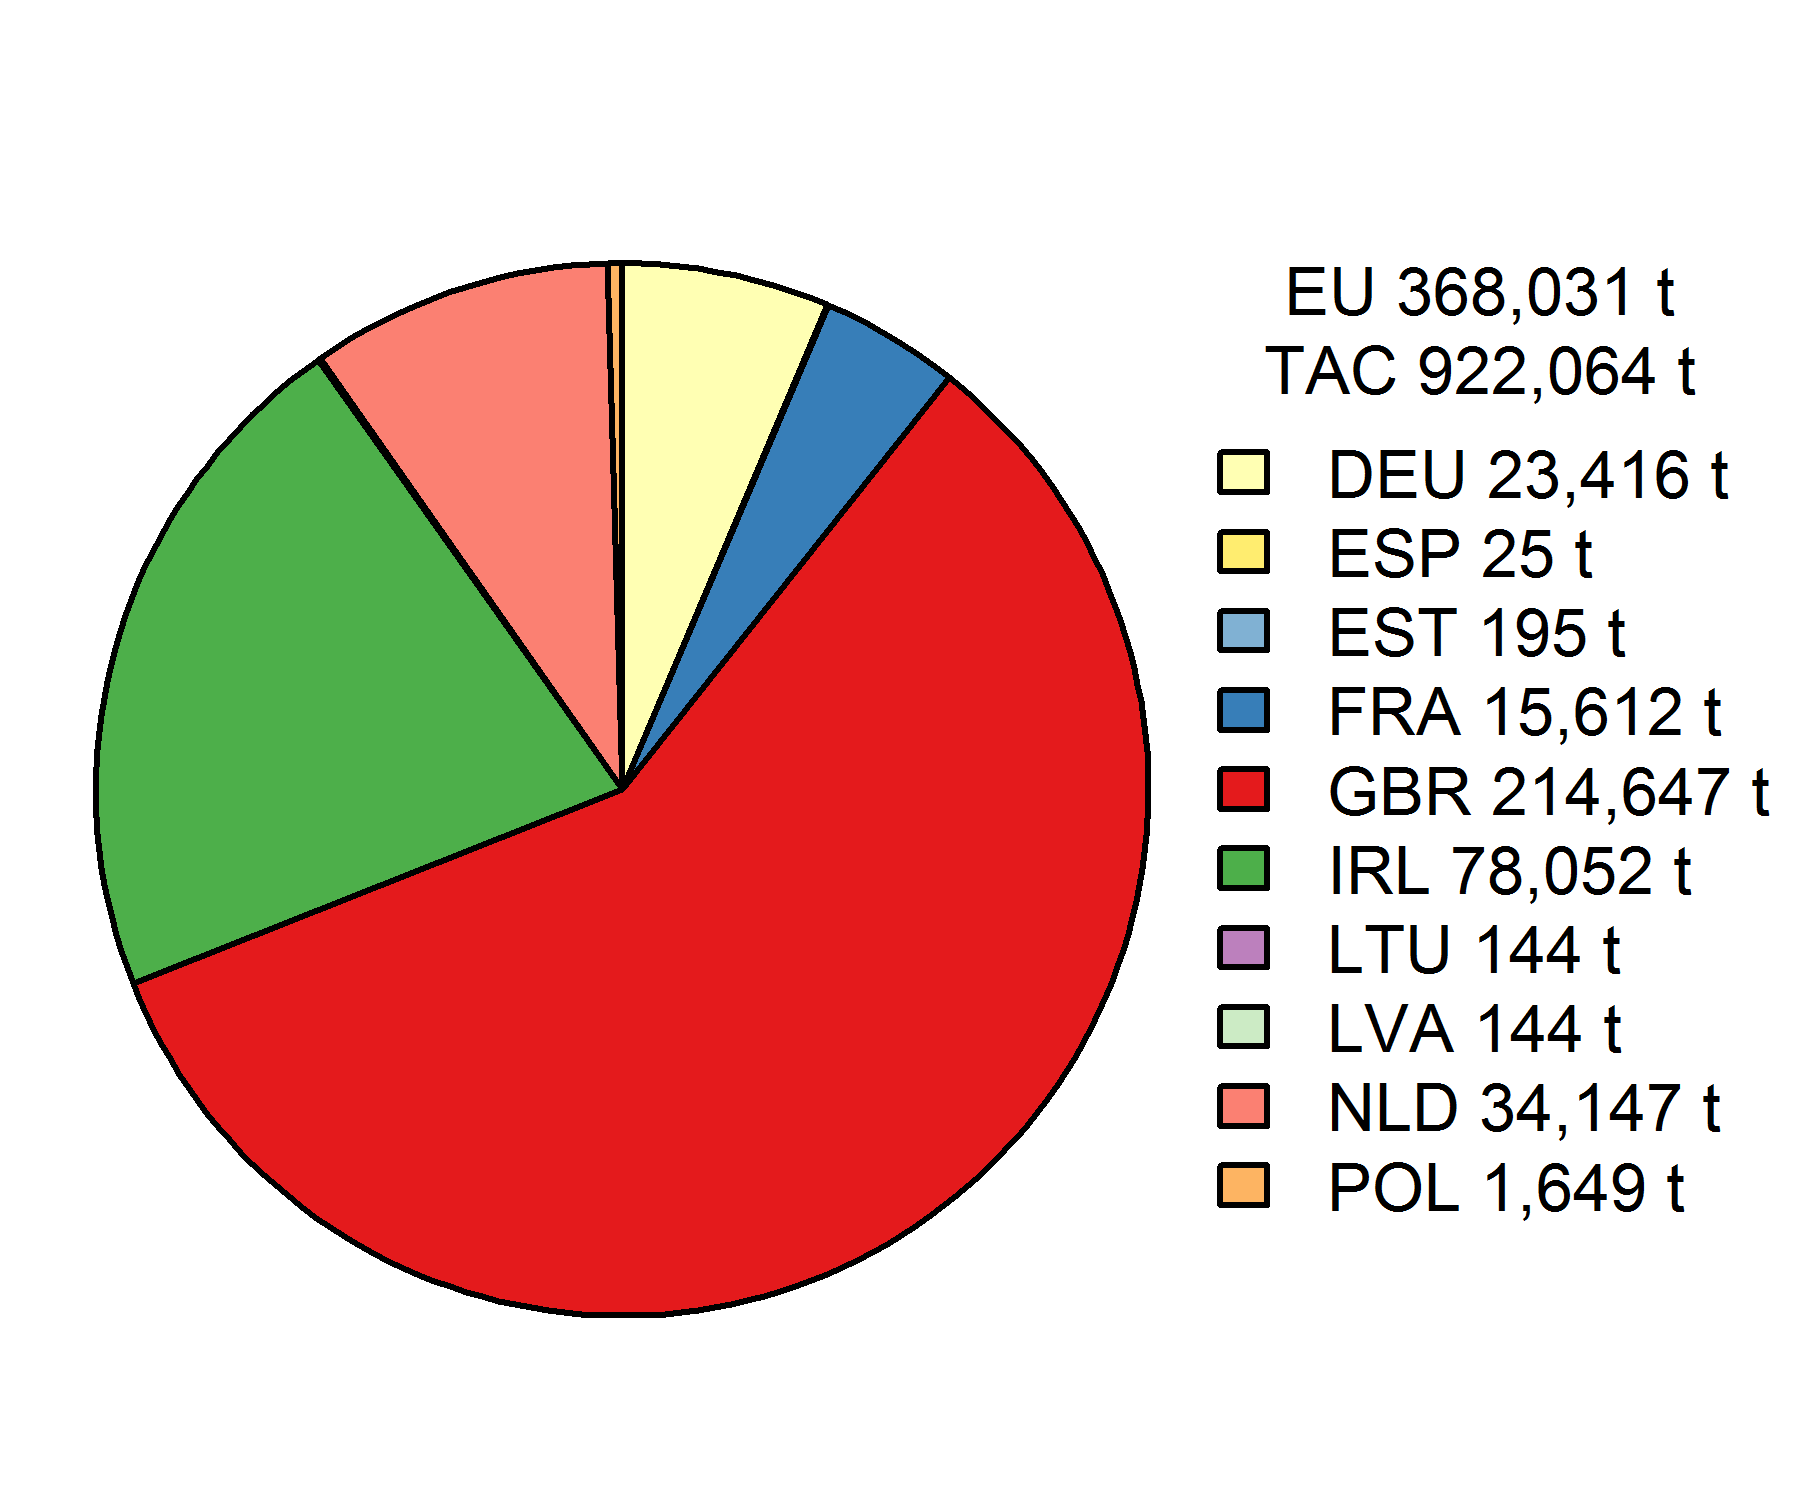 EU 368,031 t
TAC 922,064 t
DEU 23,416 t
ESP 25 t
EST 195 t
FRA 15,612 t
GBR 214,647 t
IRL 78,052 t
LTU 144 t
LVA 144 t
NLD 34,147 t
POL 1,649 t